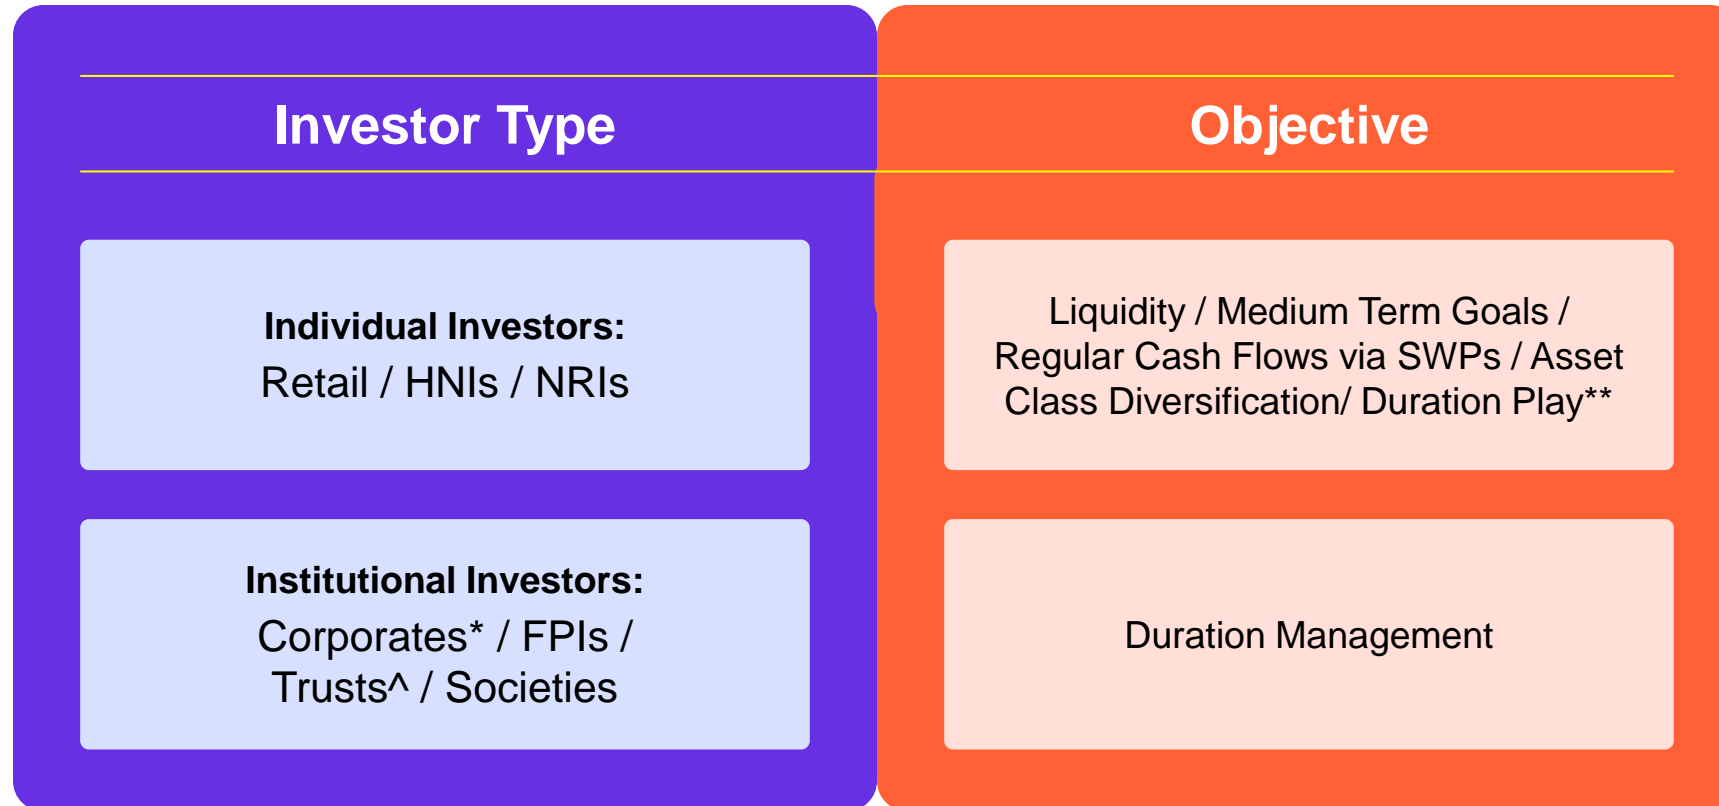 Investor Type
Objective
Individual Investors:
Retail / HNIs / NRIs
Liquidity / Medium Term Goals /
Regular Cash Flows via SWPs / Asset
Class Diversification/ Duration Play**
Institutional Investors:
Corporates* / FPIs /
Trusts^ / Societies
Duration Management